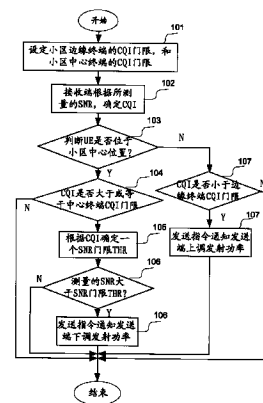 开始
101
设定小区边缘终端的CQI门限，和
小区中心终端的CQI门限
102
接收端根据所测
量的SNR，确定CQI
103
判断UE是否位于
小区中心位置？
N
Y
104
107
CQI是否大于或等
于中心终端CQI门限
CQI是否小于边
缘终端CQI门限
N
N
Y
105
Y
107
根据CQI确定一
个SNR门限THR
发送指令通知发送
端上调发射功率
106
N
测量的SNR大
于SNR门限THR？
Y
106
发送指令通知发送
端下调发射功率
结束